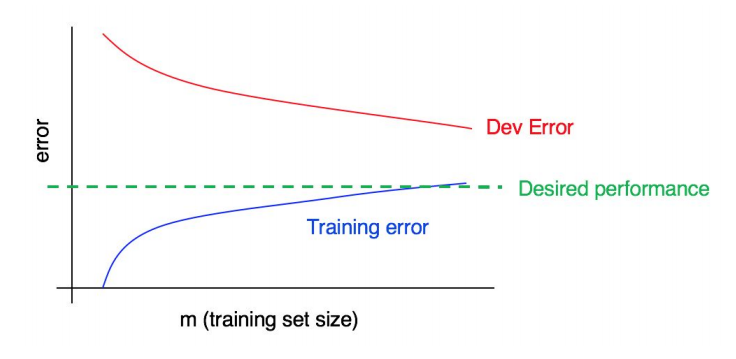 error
Dev Error
Desired performance
Training error
m (training set size)